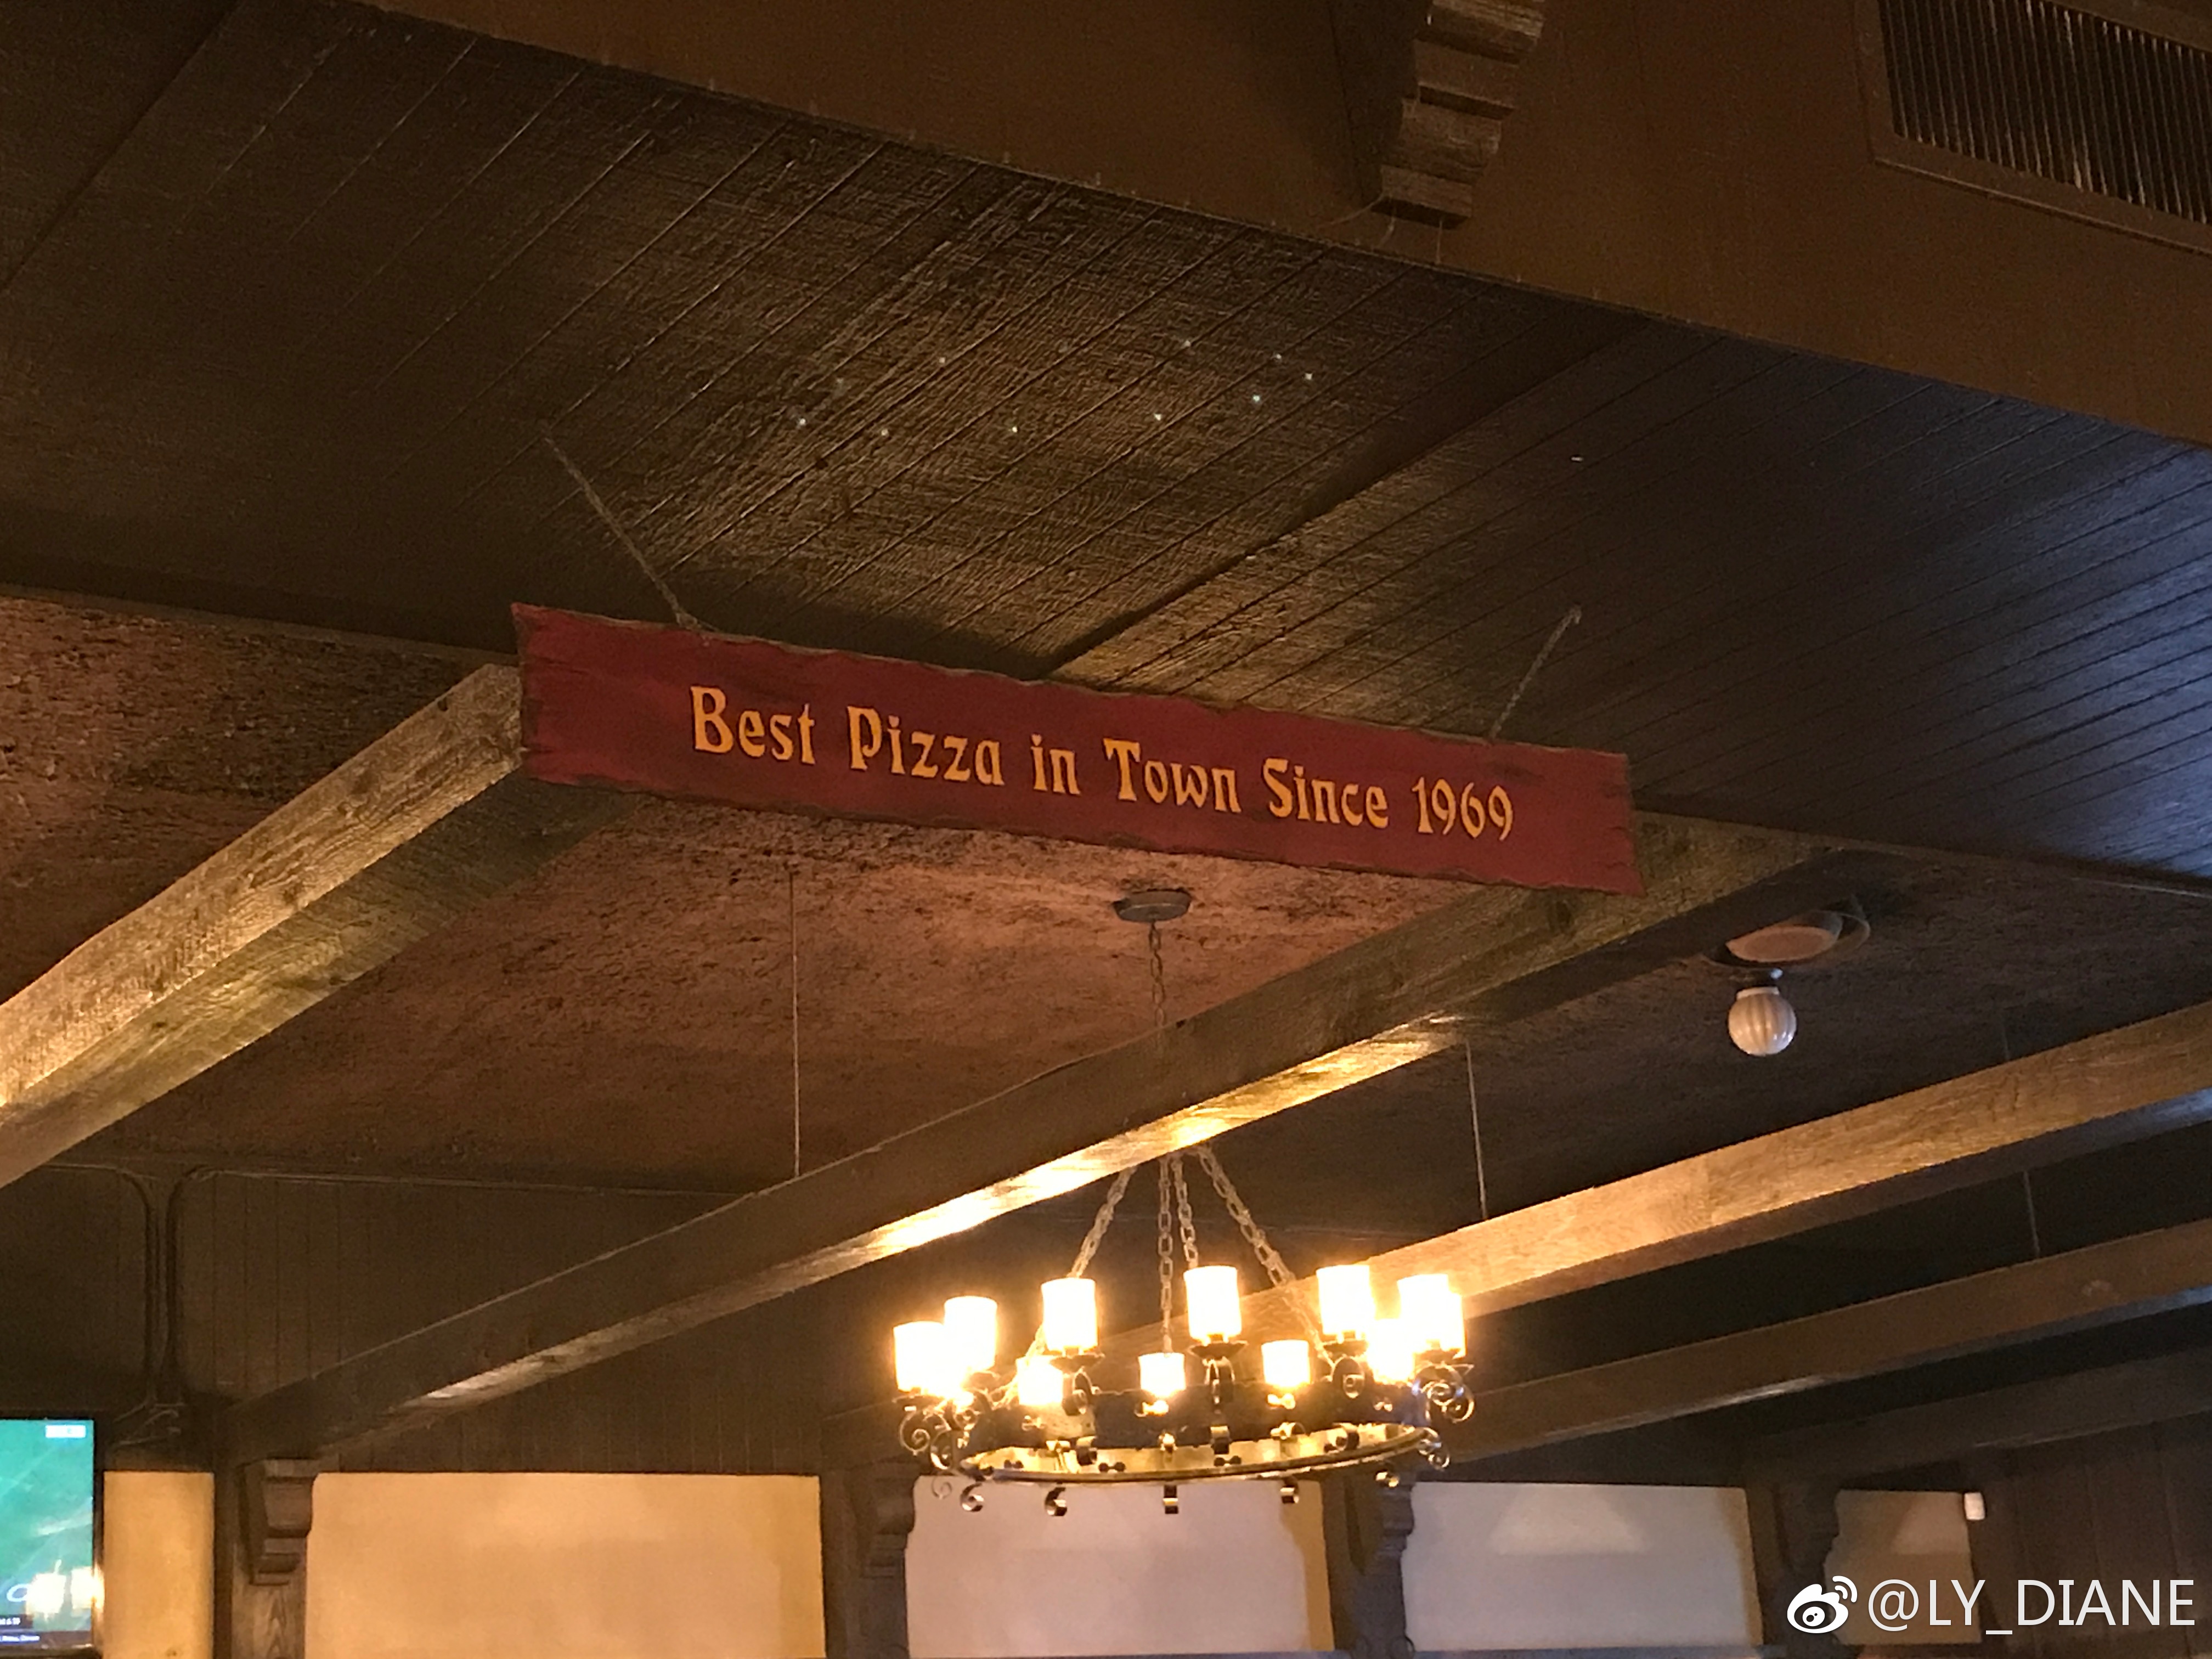 Best Pizza in Town Since 1969
@LY_DIANE